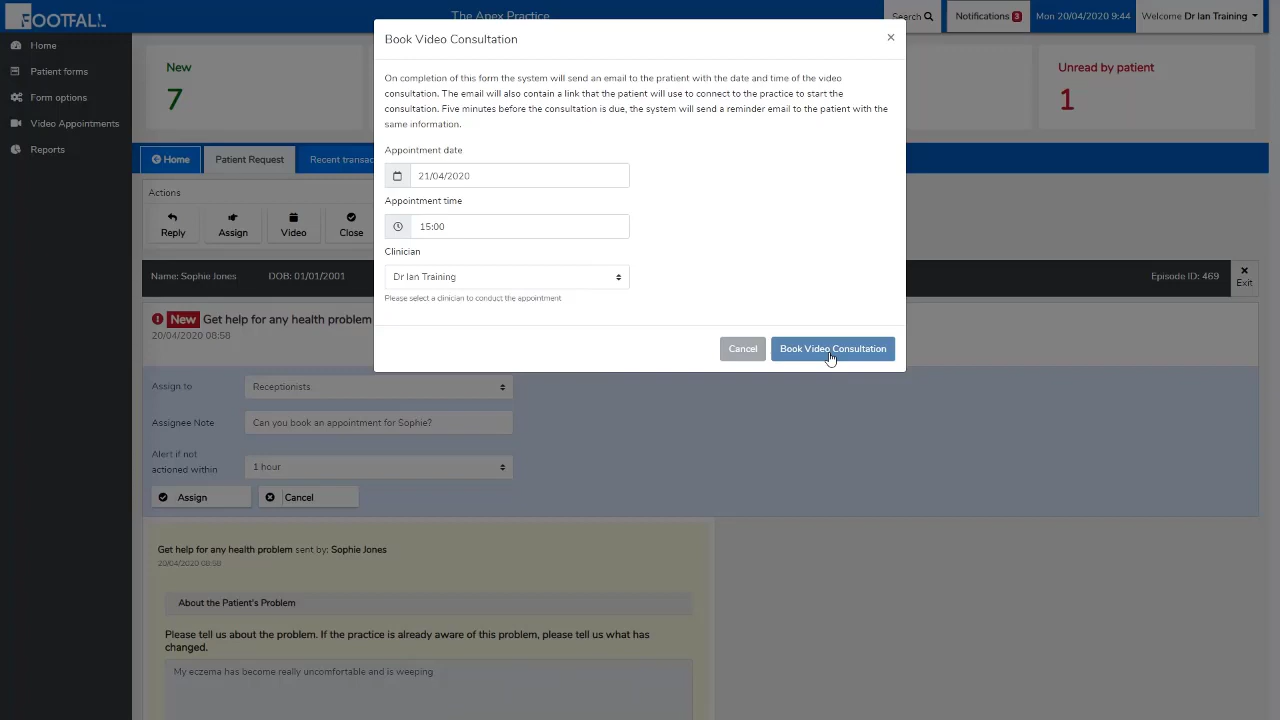 FOOTFALL
The Apex Practice
Search
Notifications 3
Mon 20/04/2020 9:44
Welcome Dr Ian Training
Home
Patient forms
Form options
Video Appointments
Reports
New
7
Unread by patient
1
Home
Patient Request
Recent transac
Actions
Reply
Assign
Video
Close
Name: Sophie Jones
DOB: 01/01/2001
Episode ID: 469
Exit
New Get help for any health problem
20/04/2020 08:58
Book Video Consultation
×
On completion of this form the system will send an email to the pratient with the date and time of the video
consultation. The email will also contain a link that the patient will use to connect to the practice to start the
consultation. Five minutes before the consultation is due, the system will send a reminder email to the patient with the
same information.
Appointment date
21/04/2020
Appointment time
15:00
Clinician
Dr Ian Training
Please select a clinician to conduct the appointment
Cancel
Book Video Consultation
Assign to
Receptionists
Assignee Note
Can you book an appointment for Sophie?
Alert if not
actioned within
1 hour
Assign
Cancel
Get help for any health problem sent by: Sophie Jones
20/04/2020 08:58
About the Patient's Problem
Please tell us about the problem. If the practice is already aware of this problem, please tell us what has
changed.
My eczema has become really uncomfortable and is weeping